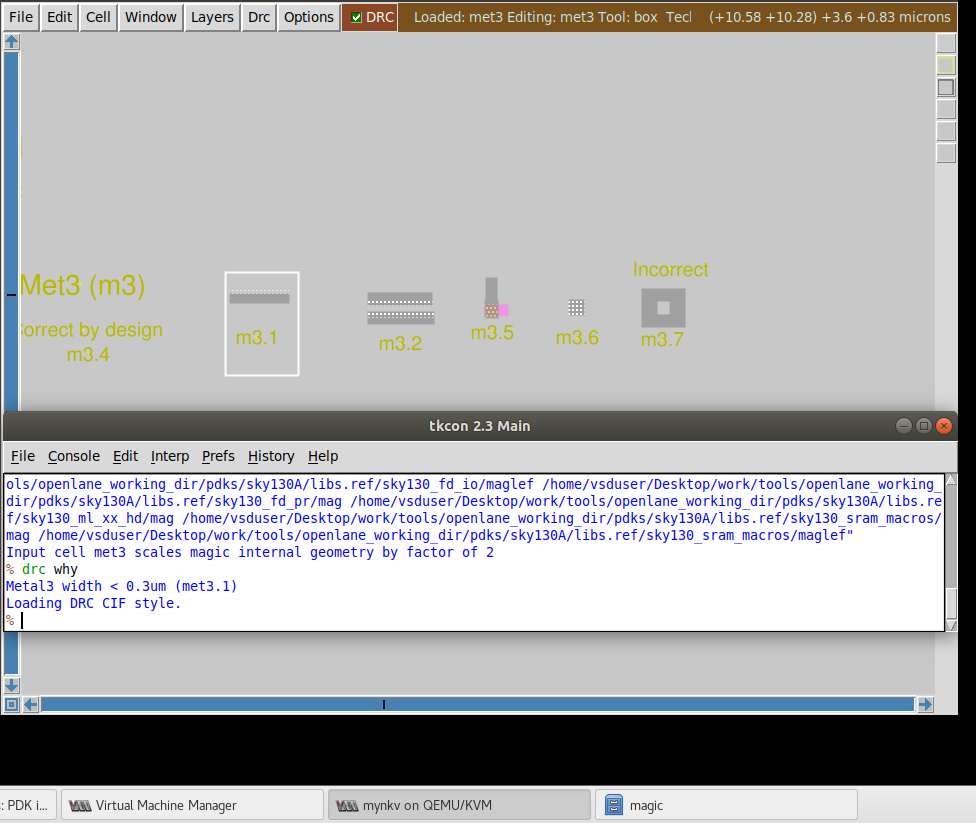 File Edit Cell Window Layers Drc Options DRC Loaded: met3 Editing: met3 Tool: box Tecl (+10.58 +10.28) +3.6 +0.83 microns
Incorrect
Met3 (m3)
orrect by design
m3.4
m3.1
m3.2
m3.5
m3.6
m3.7
tkcon 2.3 Main
File Console Edit Interp Prefs History Help
ols/openlane_working_dir/pdks/sky130A/libs.ref/sky130_fd_io/maglef /home/vsduser/Desktop/work/tools/openlane_working_
dir/pdks/sky130A/libs.ref/sky130_fd_pr/mag /home/vsduser/Desktop/work/tools/openlane_working_dir/pdks/sky130A/libs.re
f/sky130_ml_xx_hd/mag /home/vsduser/Desktop/work/tools/openlane_working_dir/pdks/sky130A/libs.ref/sky130_sram_macros/
mag /home/vsduser/Desktop/work/tools/openlane_working_dir/pdks/sky130A/libs.ref/sky130_sram_macros/maglef"
Input cell met3 scales magic internal geometry by factor of 2
% drc why
Metal3 width < 0.3um (met3.1)
Loading DRC CIF style.
%
: PDK i... Virtual Machine Manager mynkv on QEMU/KVM magic